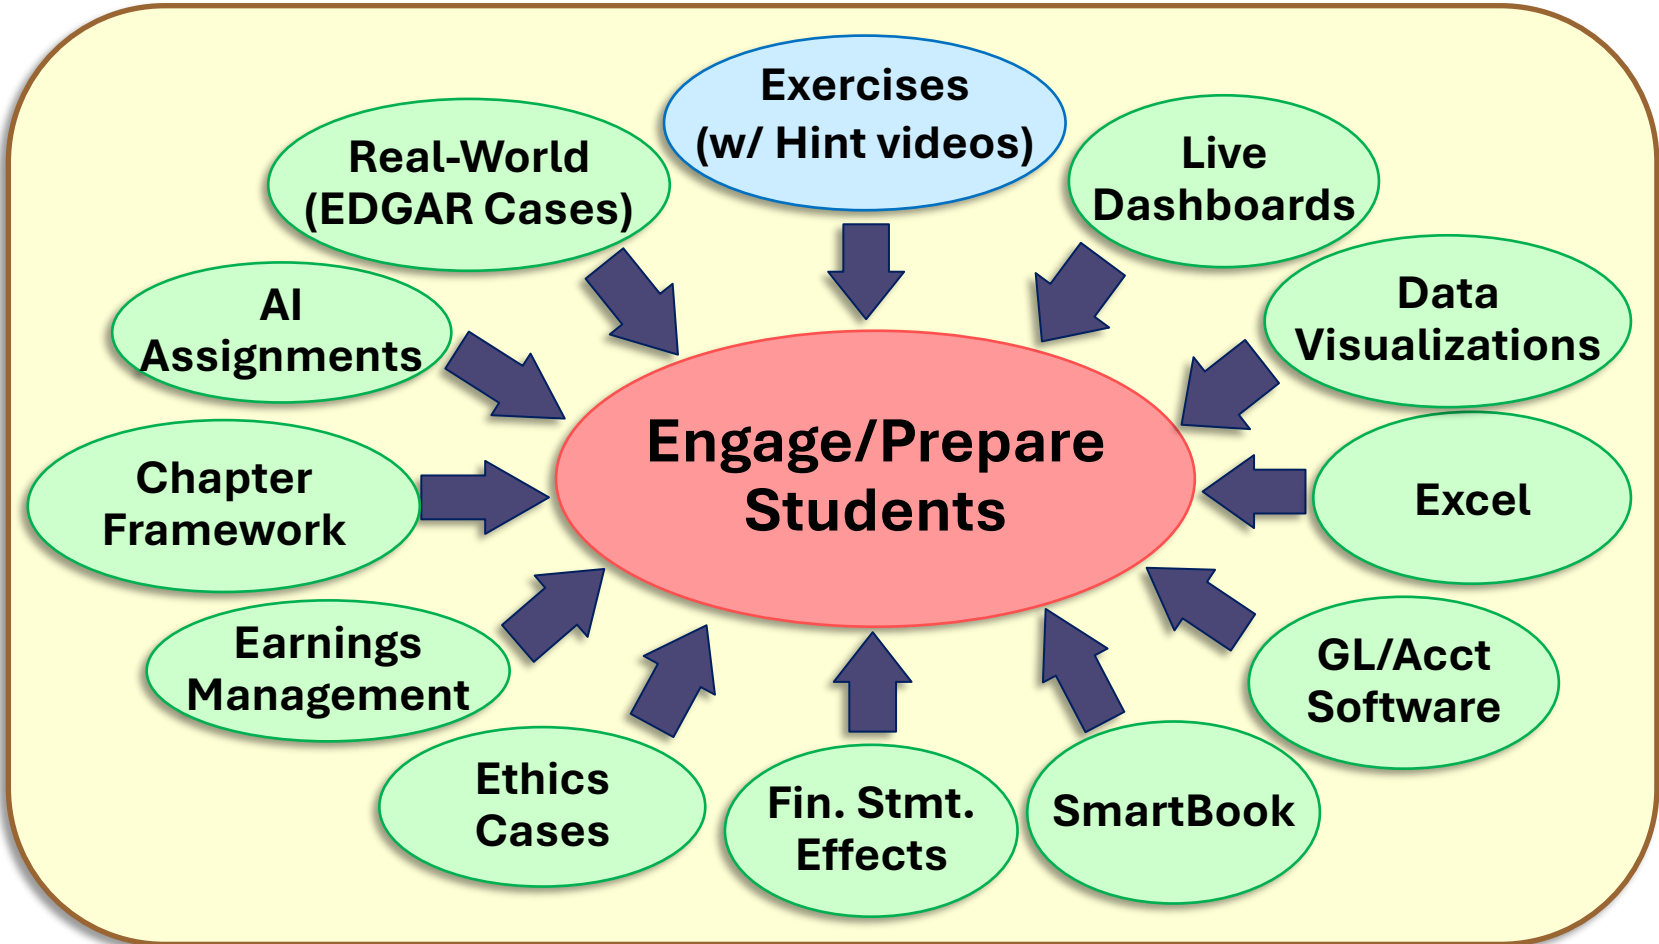 Exercises
(w/ Hint videos)
Live
Dashboards
Data
Visualizations
Excel
GL/Acct
Software
SmartBook
Fin. Stmt.
Effects
Ethics
Cases
Earnings
Management
Chapter
Framework
AI
Assignments
Real-World
(EDGAR Cases)
Engage/Prepare
Students